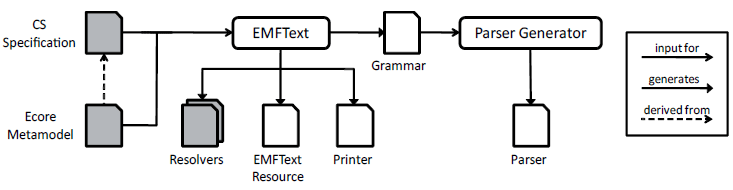 CS
Specification
EMFText
Grammar
Parser Generator
Ecore
Metamodel
Resolvers
EMFText
Resource
Printer
Parser
input for
generates
derived from